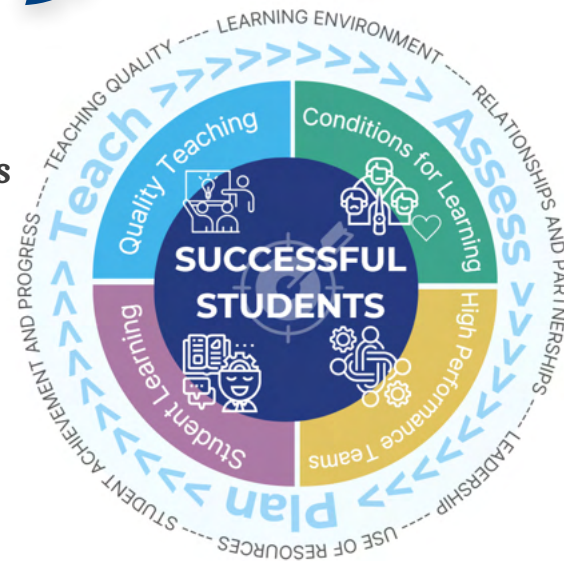 TEACHING QUALITY ---- LEARNING ENVIRONMENT ---- RELATIONSHIPS AND PARTNERSHIPS ---- LEADERSHIP ---- USE OF RESOURCES ---- STUDENT ACHIEVEMENT AND PROGRESS ----
Teach >>>>>>>>>>> Assess >>>>>>>>>>> Plan >>>>>>>>>>>
Quality Teaching
Conditions for Learning
High Performance Teams
Student Learning
SUCCESSFUL
STUDENTS
s